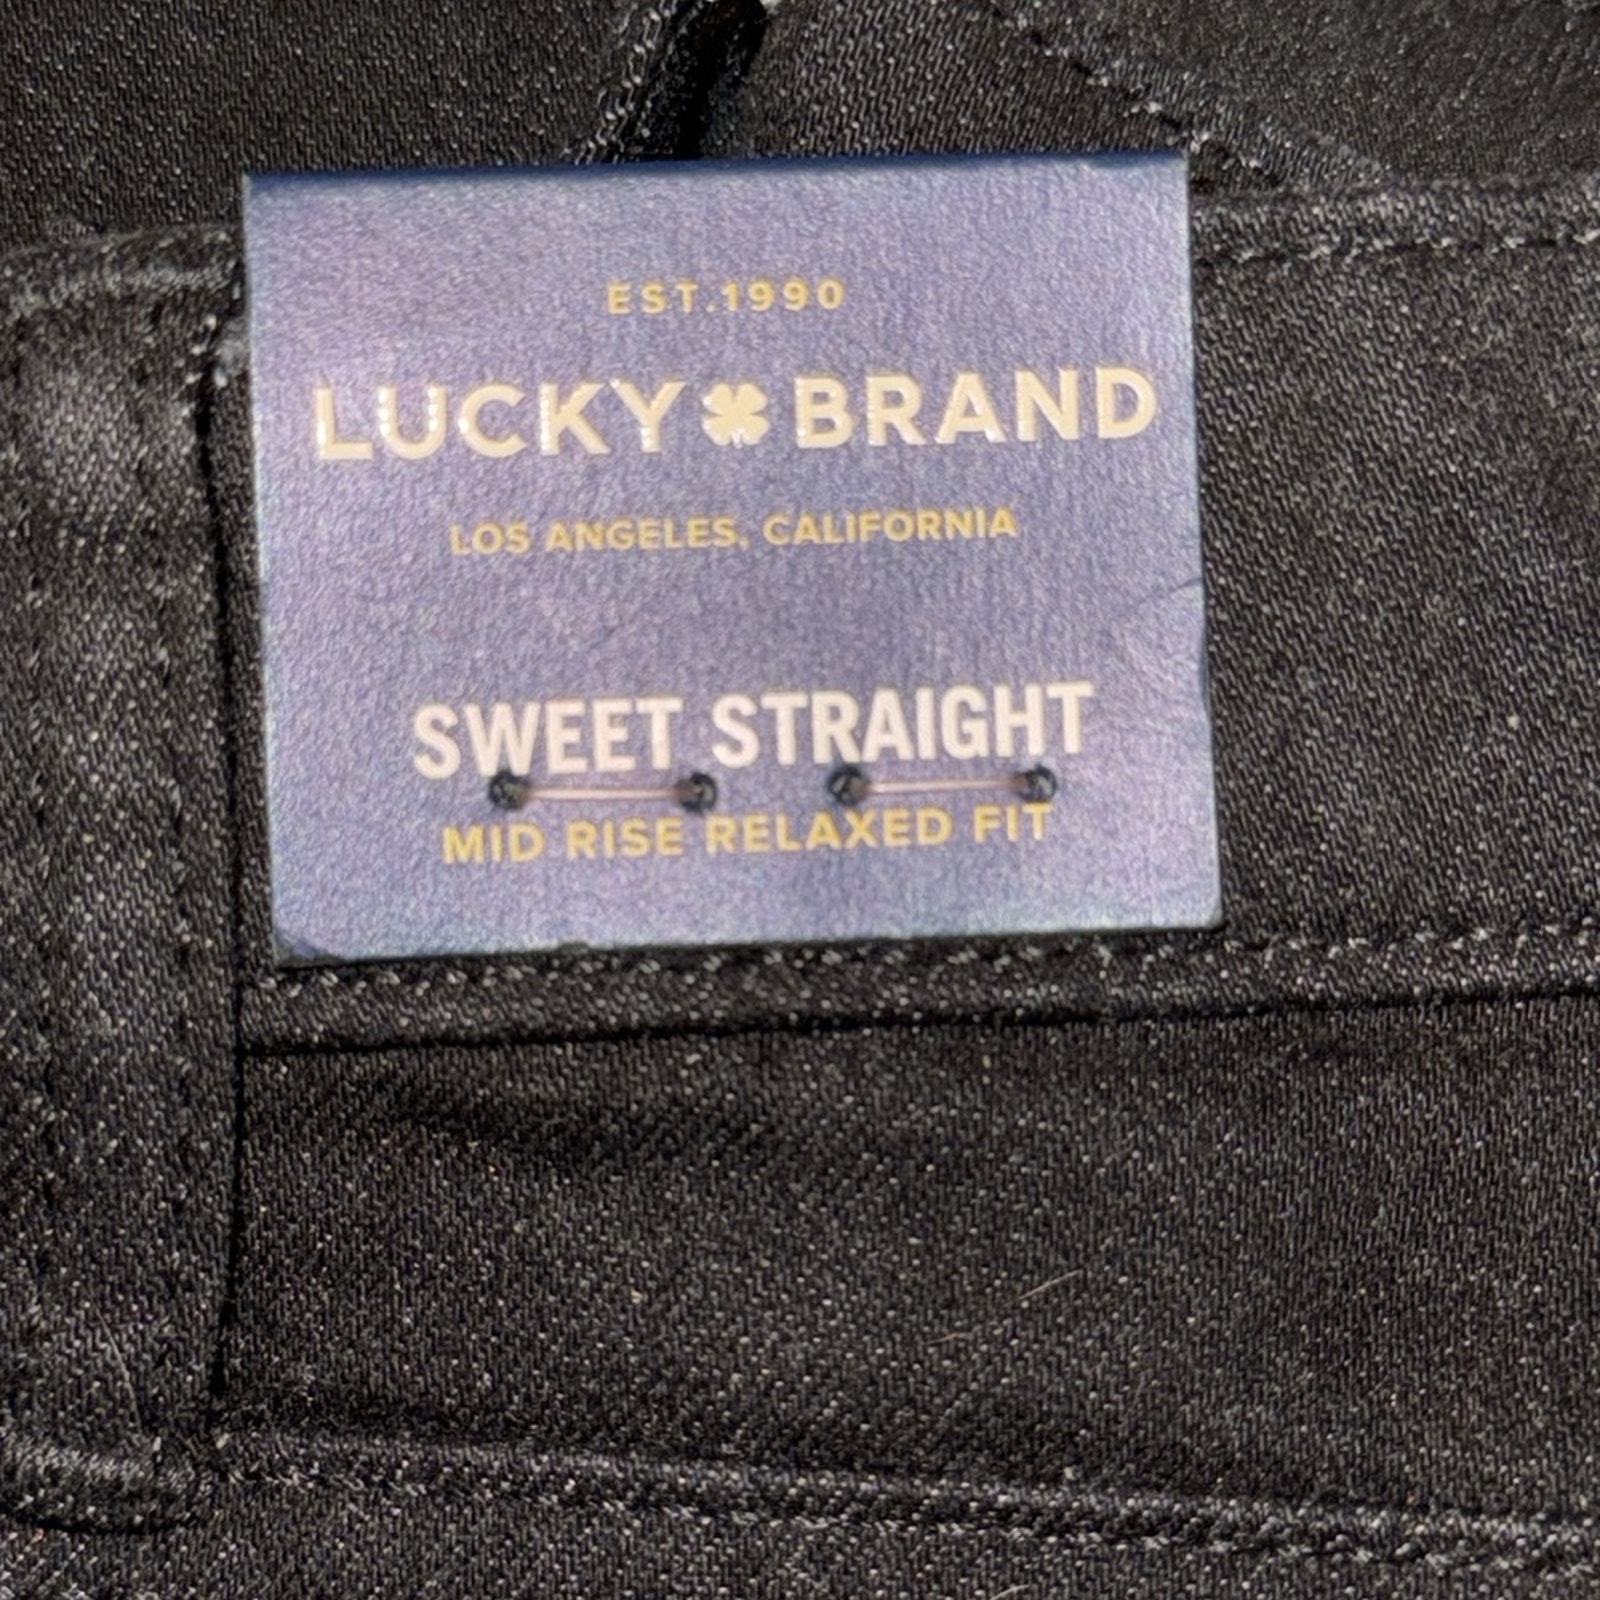 EST.1990
LUCKY BRAND
LOS ANGELES, CALIFORNIA
SWEET STRAIGHT
MID RISE RELAXED FIT